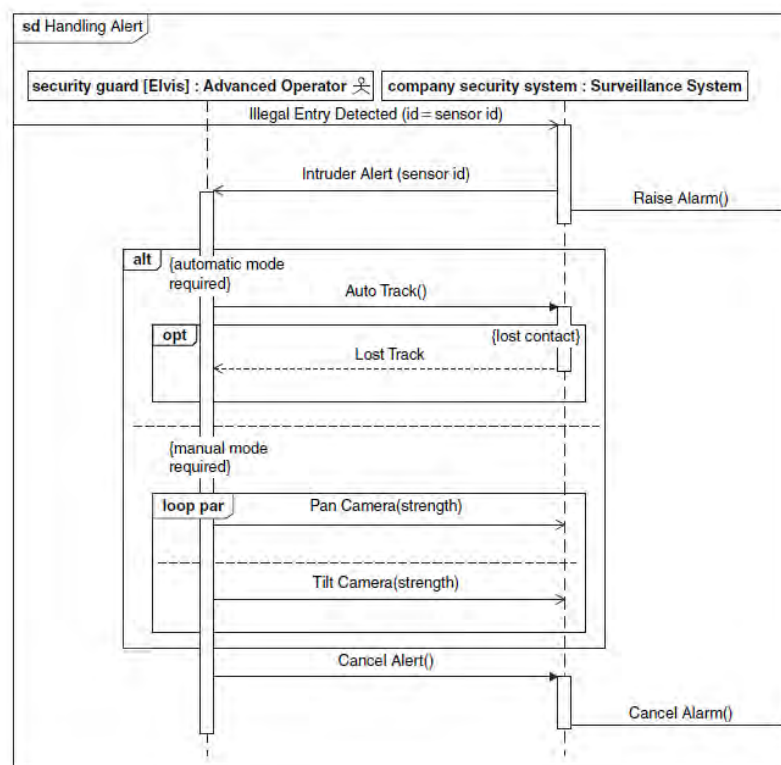 sd Handling Alert
security guard [Elvis] : Advanced Operator
company security system : Surveillance System
Illegal Entry Detected (id = sensor id)
Intruder Alert (sensor id)
Raise Alarm()
alt
{automatic mode
required}
Auto Track()
opt
{lost contact}
Lost Track
{manual mode
required}
loop par
Pan Camera(strength)
Tilt Camera(strength)
Cancel Alert()
Cancel Alarm()